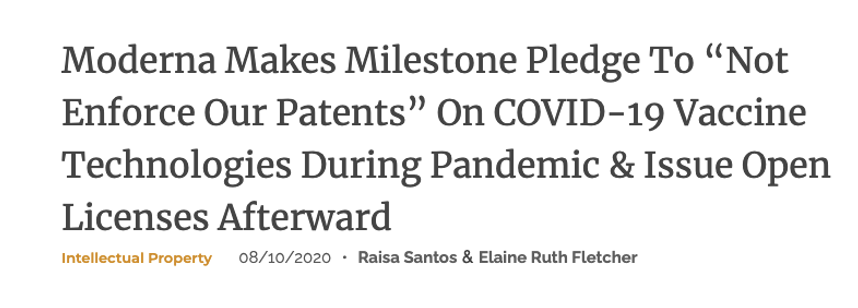 Moderna Makes Milestone Pledge To “Not
Enforce Our Patents” On COVID-19 Vaccine
Technologies During Pandemic & Issue Open
Licenses Afterward
Intellectual Property 08/10/2020 • Raisa Santos & Elaine Ruth Fletcher